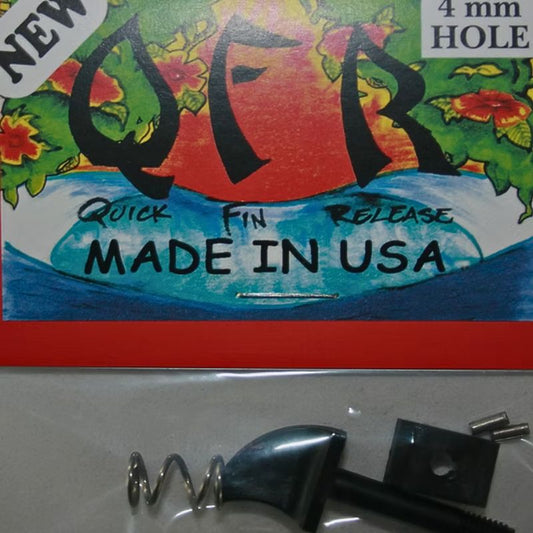 NEW
4 mm
HOLE
QFR
QUICK FIN RELEASE
MADE IN USA